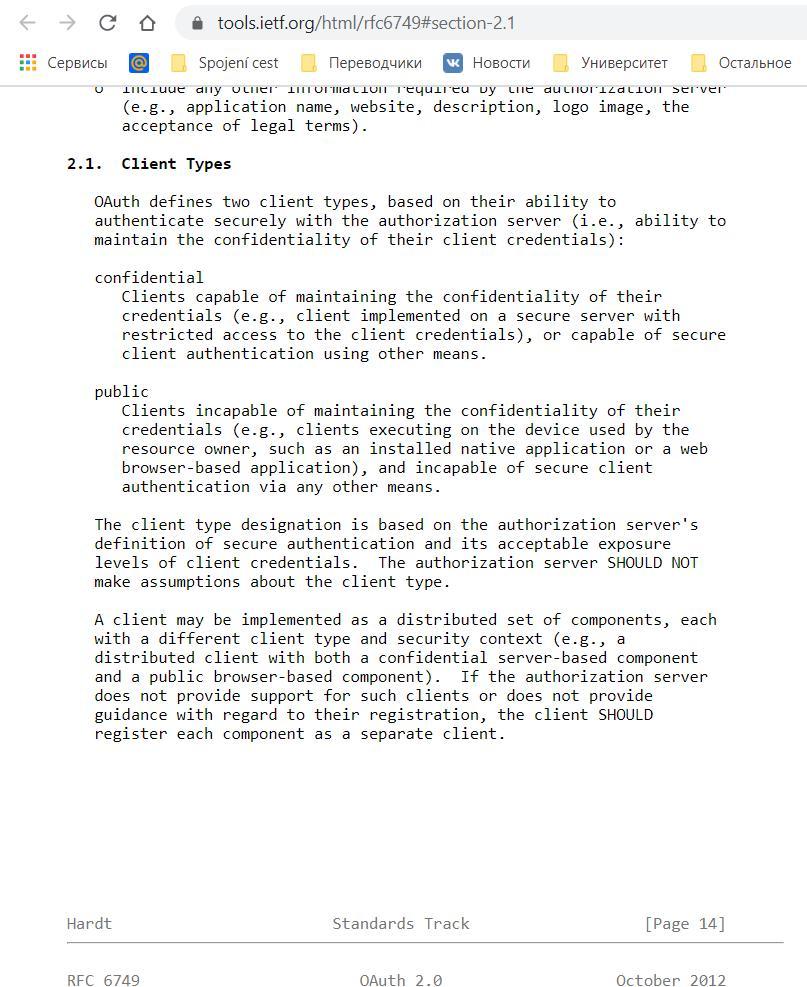 tools.ietf.org/html/rfc6749#section-2.1
Сервисы Spojení cest Переводчики Новости Университет Остальное
o include any other information required by the authorization server
(e.g., application name, website, description, logo image, the
acceptance of legal terms).
2.1. Client Types
OAuth defines two client types, based on their ability to
authenticate securely with the authorization server (i.e., ability to
maintain the confidentiality of their client credentials):
confidential
Clients capable of maintaining the confidentiality of their
credentials (e.g., client implemented on a secure server with
restricted access to the client credentials), or capable of secure
client authentication using other means.
public
Clients incapable of maintaining the confidentiality of their
credentials (e.g., clients executing on the device used by the
resource owner, such as an installed native application or a web
browser-based application), and incapable of secure client
authentication via any other means.
The client type designation is based on the authorization server's
definition of secure authentication and its acceptable exposure
levels of client credentials.  The authorization server SHOULD NOT
make assumptions about the client type.
A client may be implemented as a distributed set of components, each
with a different client type and security context (e.g., a
distributed client with both a confidential server-based component
and a public browser-based component).  If the authorization server
does not provide support for such clients or does not provide
guidance with regard to their registration, the client SHOULD
register each component as a separate client.
Hardt Standards Track [Page 14]
RFC 6749 OAuth 2.0 October 2012